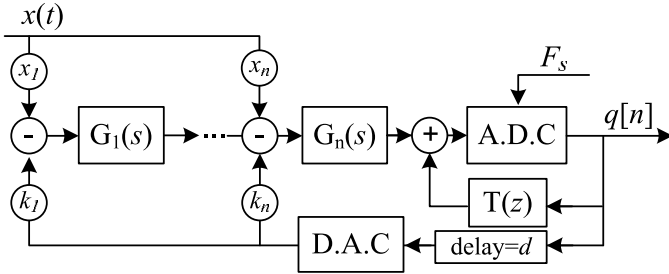 x(t)
x1
xn
Fs
-
G1(s)
...
-
Gn(s)
+
A.D.C
q[n]
k1
kn
T(z)
D.A.C
delay=d